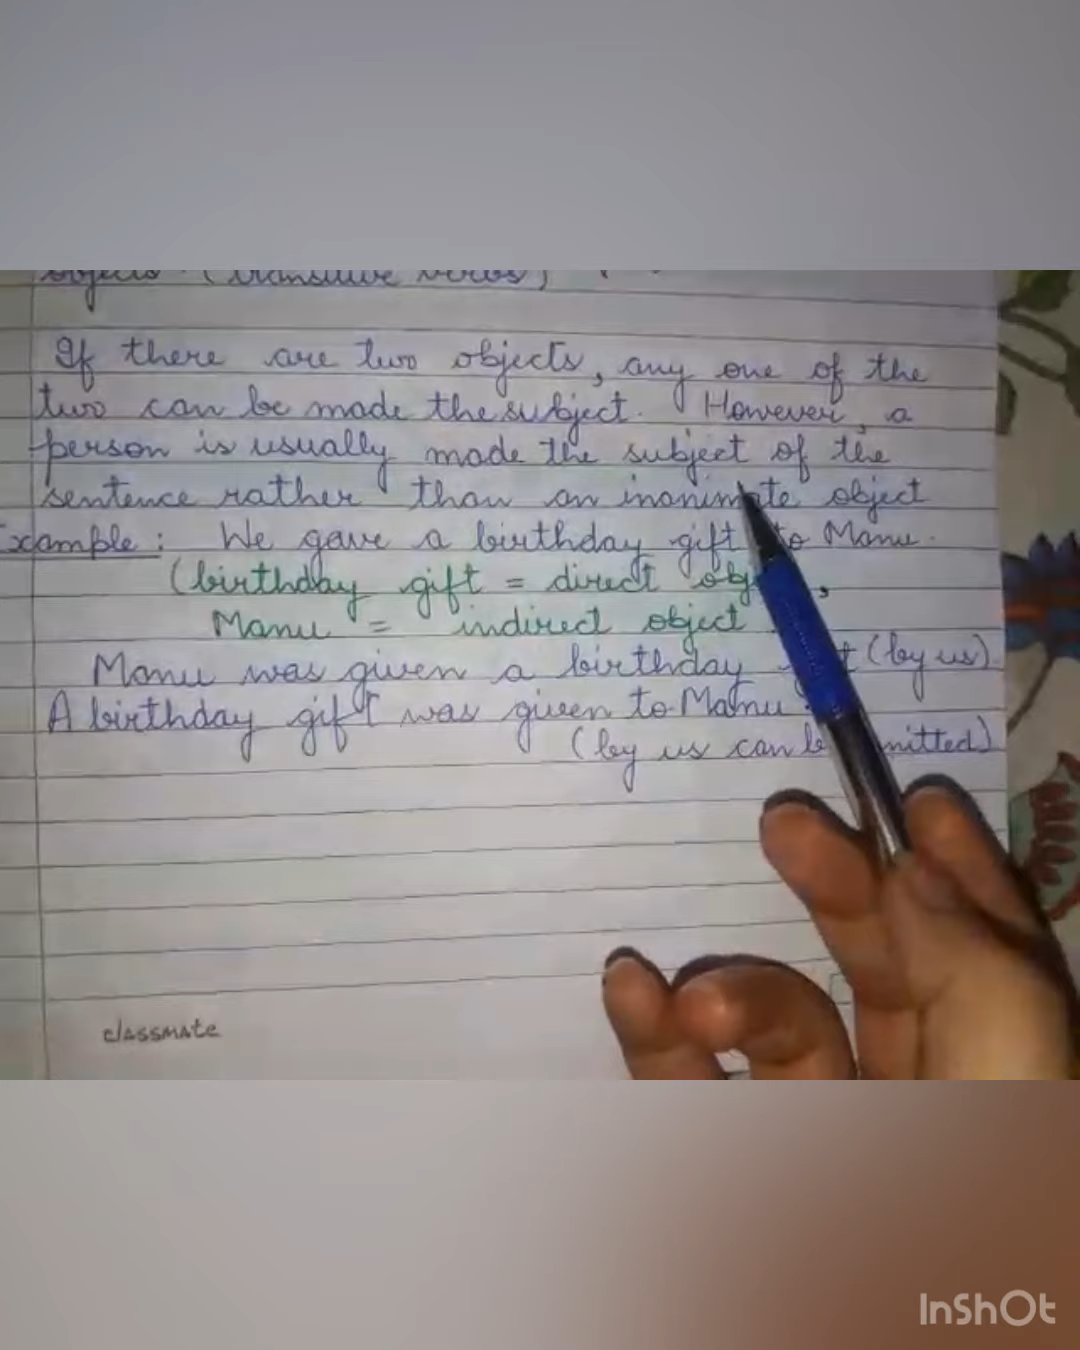 objects (transitive verbs)
If there are two objects, any one of the
two can be made the subject. However, a
person is usually made the subject of the
sentence rather than an inanimate object
Example: We gave a birthday gift to Manu.
(birthday gift = direct
Manu = indirect object
Manu was given a birthday (by us)
A birthday gift was given to Manu
(by us can
classmate
InShOt